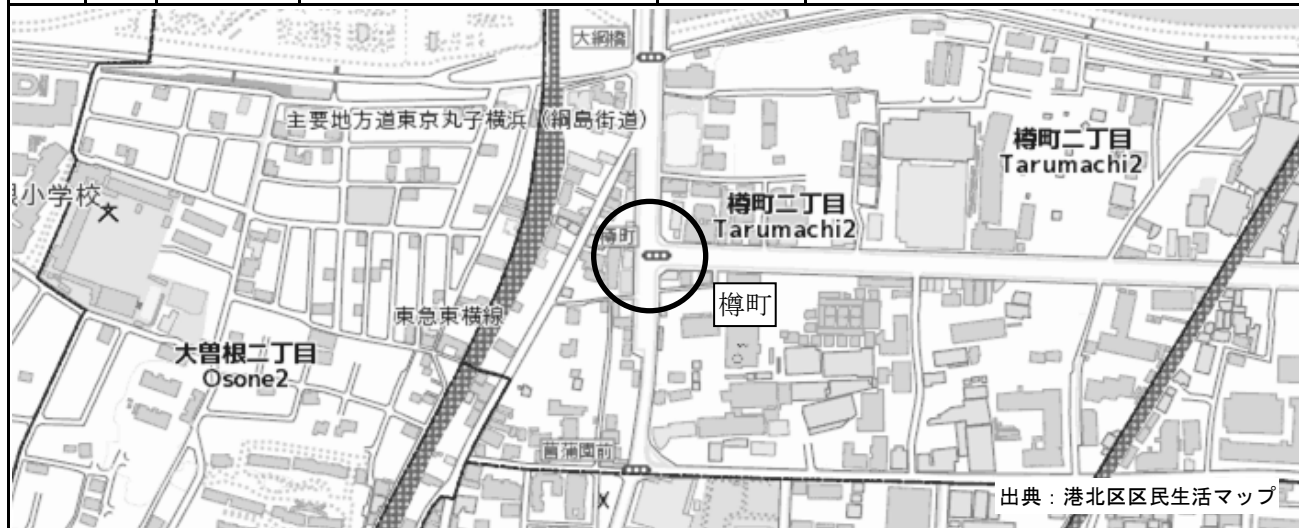 大綱橋
主要地方道東京丸子横浜（綱島街道）
樽町二丁目
Tarumachi2
小学校
樽町二丁目
Tarumachi2
樽町
樽町
東急東横線
大曽根二丁目
Osone2
菖蒲園前
出典：港北区区民生活マップ